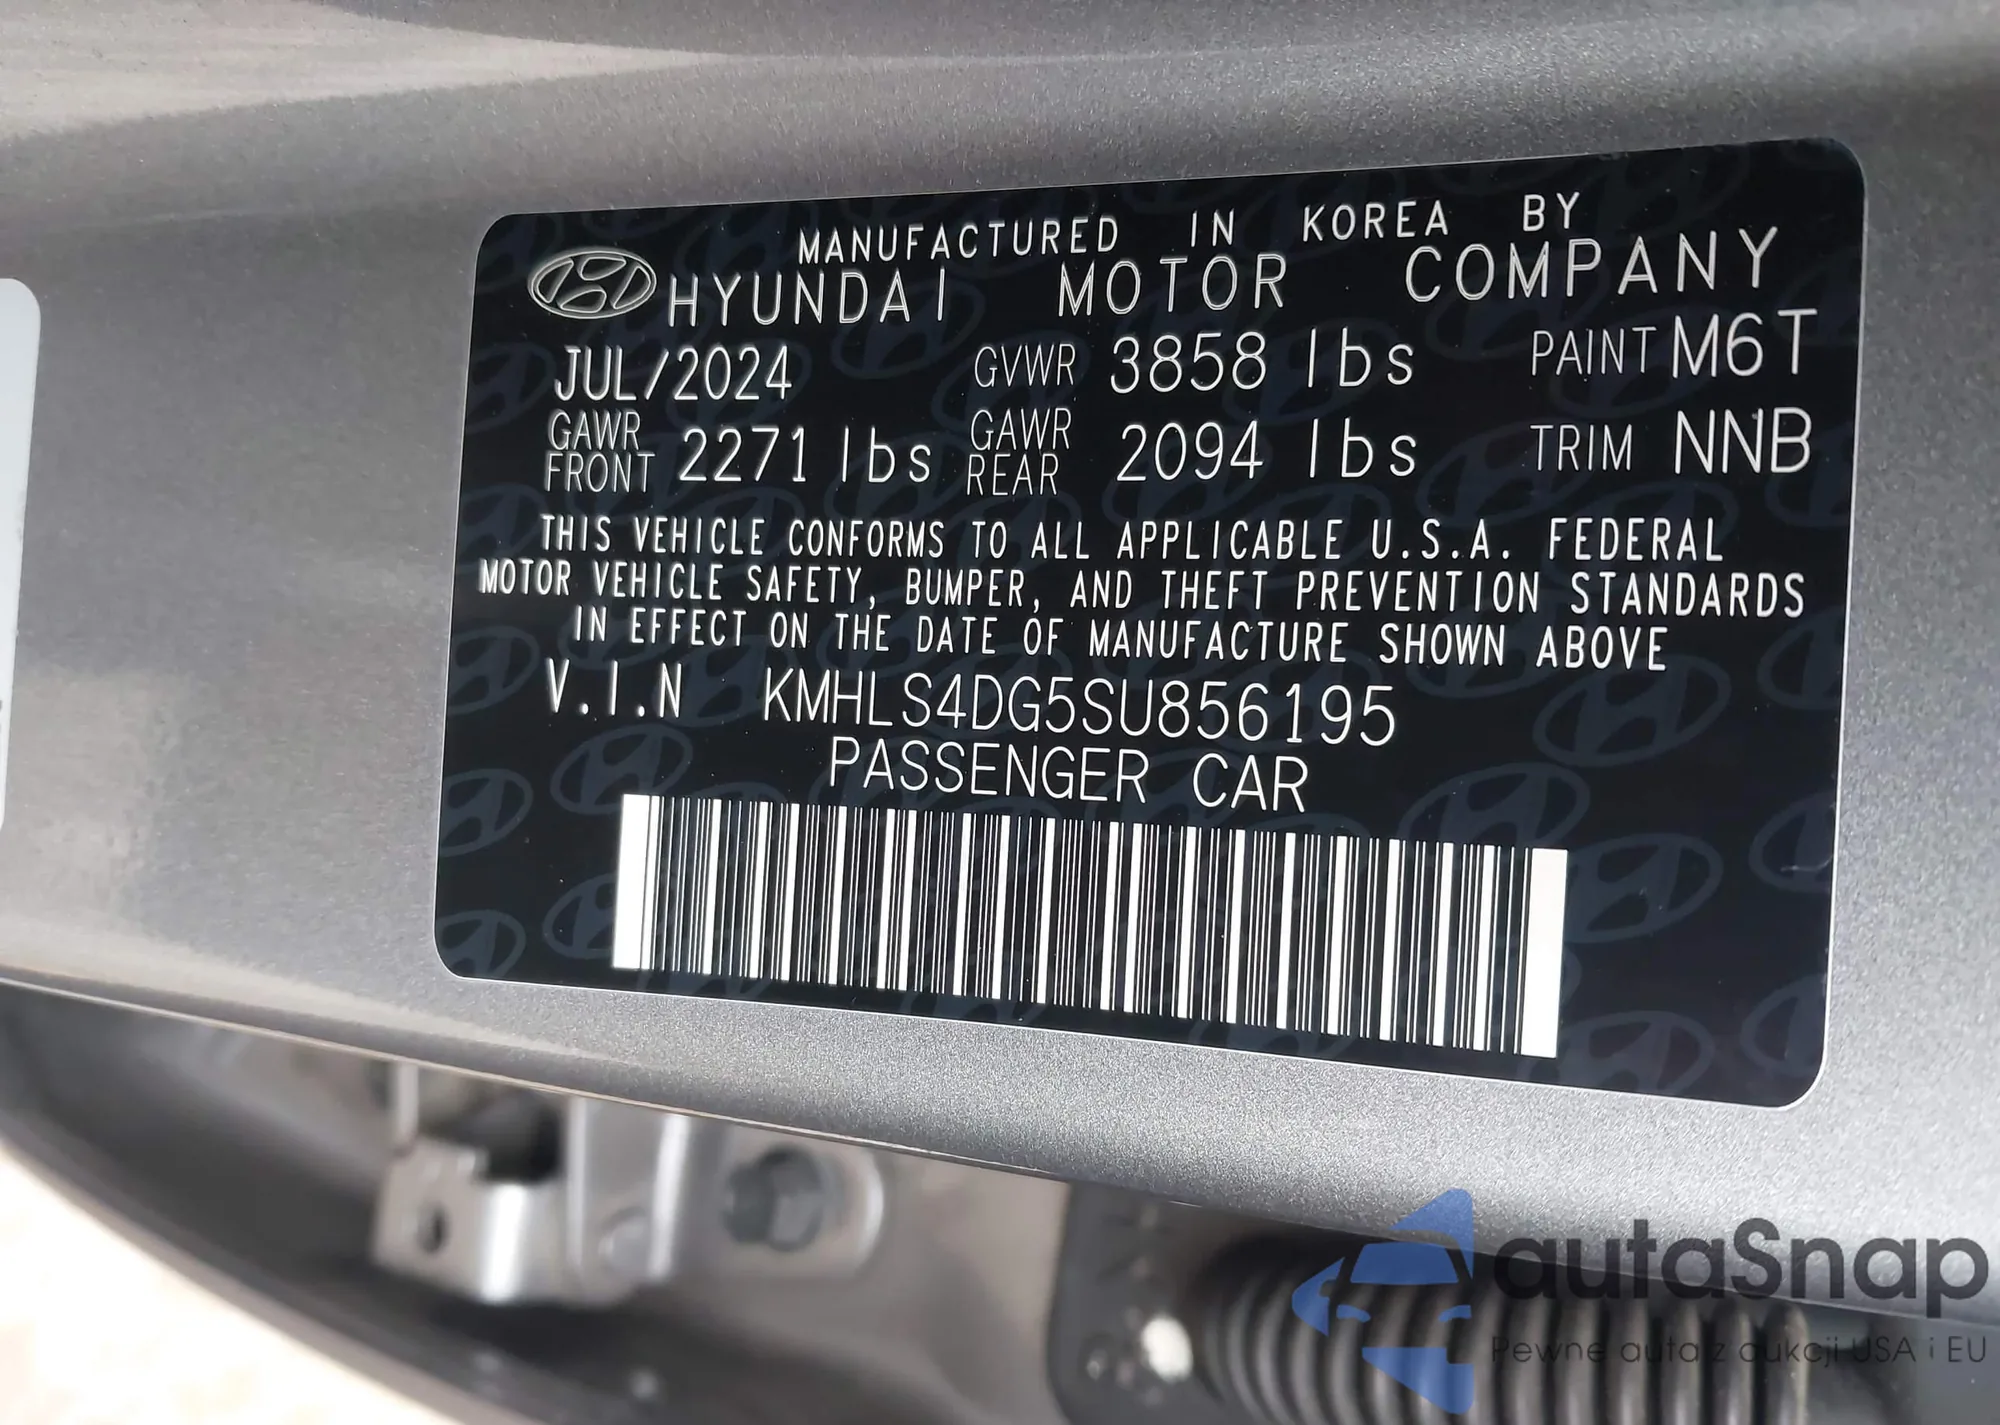 MANUFACTURED IN KOREA BY
HYUNDAI MOTOR COMPANY
JUL/2024 GVWR 3858 lbs PAINT M6T
GAWR FRONT 2271 lbs GAWR REAR 2094 lbs TRIM NNB
THIS VEHICLE CONFORMS TO ALL APPLICABLE U.S.A. FEDERAL
MOTOR VEHICLE SAFETY, BUMPER, AND THEFT PREVENTION STANDARDS
IN EFFECT ON THE DATE OF MANUFACTURE SHOWN ABOVE
V.I.N KMHLS4DG5SU856195
PASSENGER CAR
autaSnap
Pewne auta z aukcji USA i EU